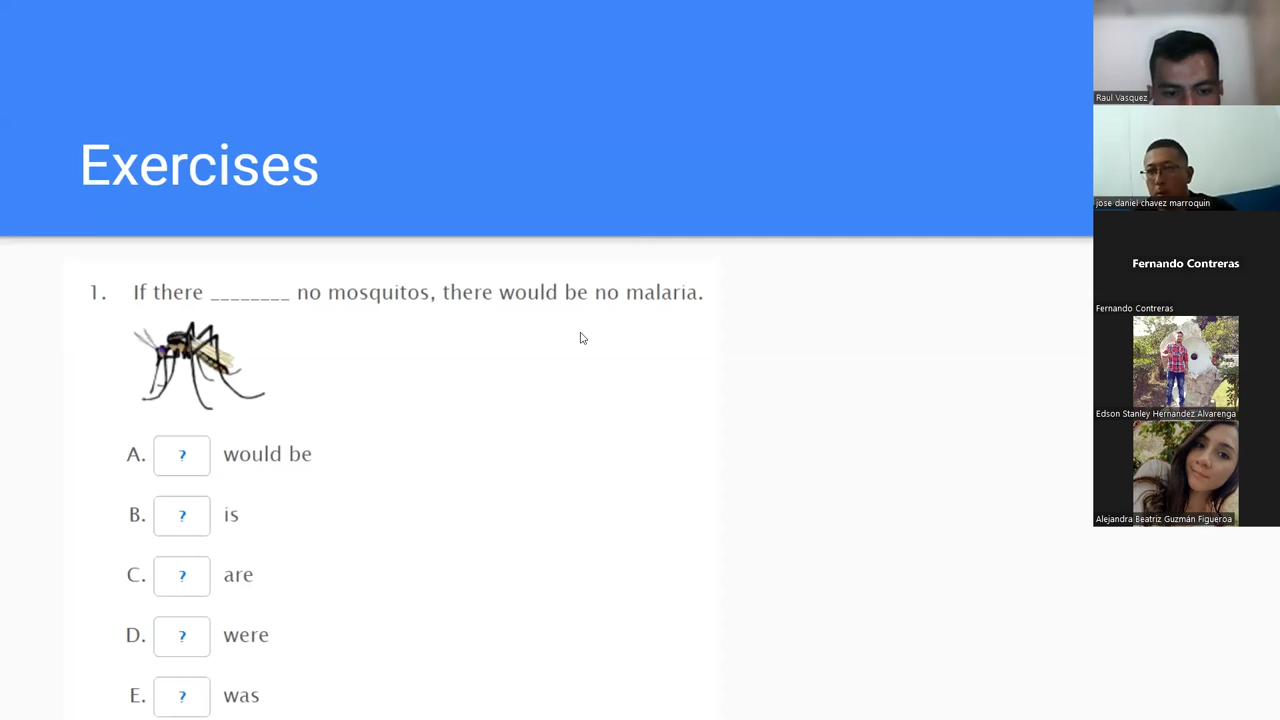 Exercises
1. If there ________ no mosquitos, there would be no malaria.
A. ? would be
B. ? is
C. ? are
D. ? were
E. ? was
Raul Vasquez
jose daniel chavez marroquin
Fernando Contreras
Fernando Contreras
Edson Stanley Hernandez Alvarenga
Alejandra Beatriz Guzmán Figueroa